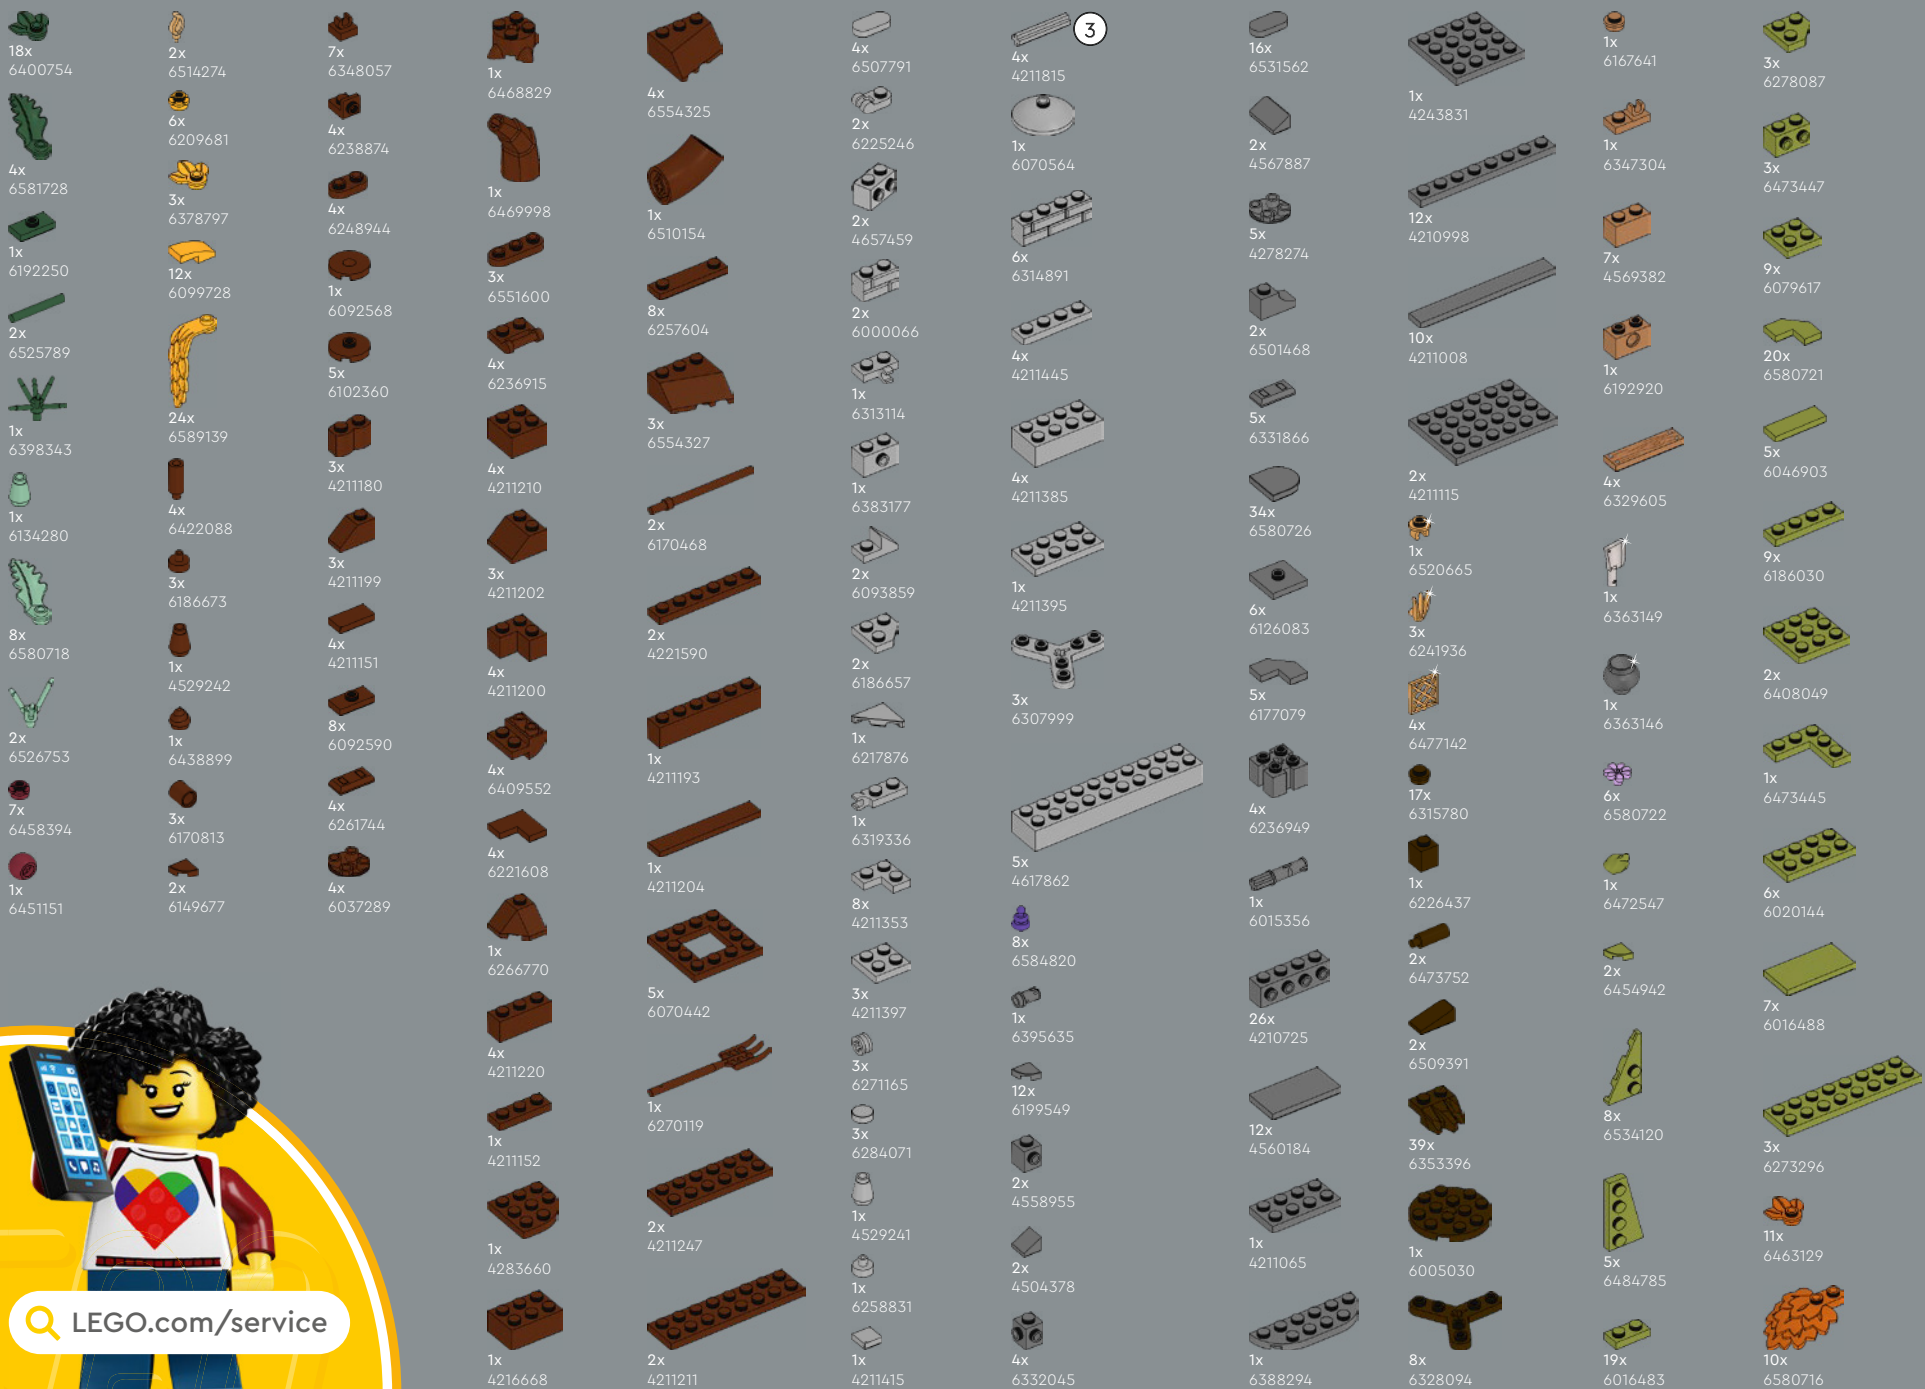 18x
6400754
4x
6581728
1x
6192250
2x
6525789
1x
6398343
1x
6134280
8x
6580718
2x
6526753
7x
6458394
1x
6451151
2x
6514274
6x
6209681
3x
6378797
12x
6099728
24x
6589139
4x
6422088
3x
6186673
1x
4529242
1x
6438899
3x
6170813
2x
6149677
7x
6348057
4x
6238874
4x
6248944
1x
6092568
5x
6102360
3x
4211180
3x
4211199
4x
4211151
8x
6092590
4x
6261744
4x
6037289
1x
6468829
1x
6469998
3x
6551600
4x
6236915
4x
4211210
3x
4211202
4x
4211200
4x
6409552
4x
6221608
1x
6266770
4x
4211220
1x
4211152
1x
4283660
1x
4216668
4x
6554325
1x
6510154
8x
6257604
3x
6554327
2x
6170468
2x
4221590
1x
4211193
1x
4211204
5x
6070442
1x
6270119
2x
4211247
2x
4211211
4x
6507791
2x
6225246
2x
4657459
2x
6000066
1x
6313114
1x
6383177
2x
6093859
2x
6186657
1x
6217876
1x
6319336
8x
4211353
3x
4211397
3x
6271165
3x
6284071
1x
4529241
1x
6258831
1x
4211415
3
4x
4211815
1x
6070564
6x
6314891
4x
4211445
4x
4211385
1x
4211395
3x
6307999
5x
4617862
8x
6584820
1x
6395635
12x
6199549
2x
4558955
2x
4504378
4x
6332045
16x
6531562
2x
4567887
5x
4278274
2x
6501468
5x
6331866
34x
6580726
6x
6126083
5x
6177079
4x
6236949
1x
6015356
26x
4210725
12x
4560184
1x
4211065
1x
6388294
1x
4243831
12x
4210998
10x
4211008
2x
4211115
1x
6520665
3x
6241936
4x
6477142
17x
6315780
1x
6226437
2x
6473752
2x
6509391
39x
6353396
1x
6005030
8x
6328094
1x
6167641
1x
6347304
7x
4569382
1x
6192920
4x
6329605
1x
6363149
1x
6363146
6x
6580722
1x
6472547
2x
6454942
8x
6534120
5x
6484785
19x
6016483
3x
6278087
3x
6473447
9x
6079617
20x
6580721
5x
6046903
9x
6186030
2x
6408049
1x
6473445
6x
6020144
7x
6016488
3x
6273296
11x
6463129
10x
6580716
LEGO.com/service